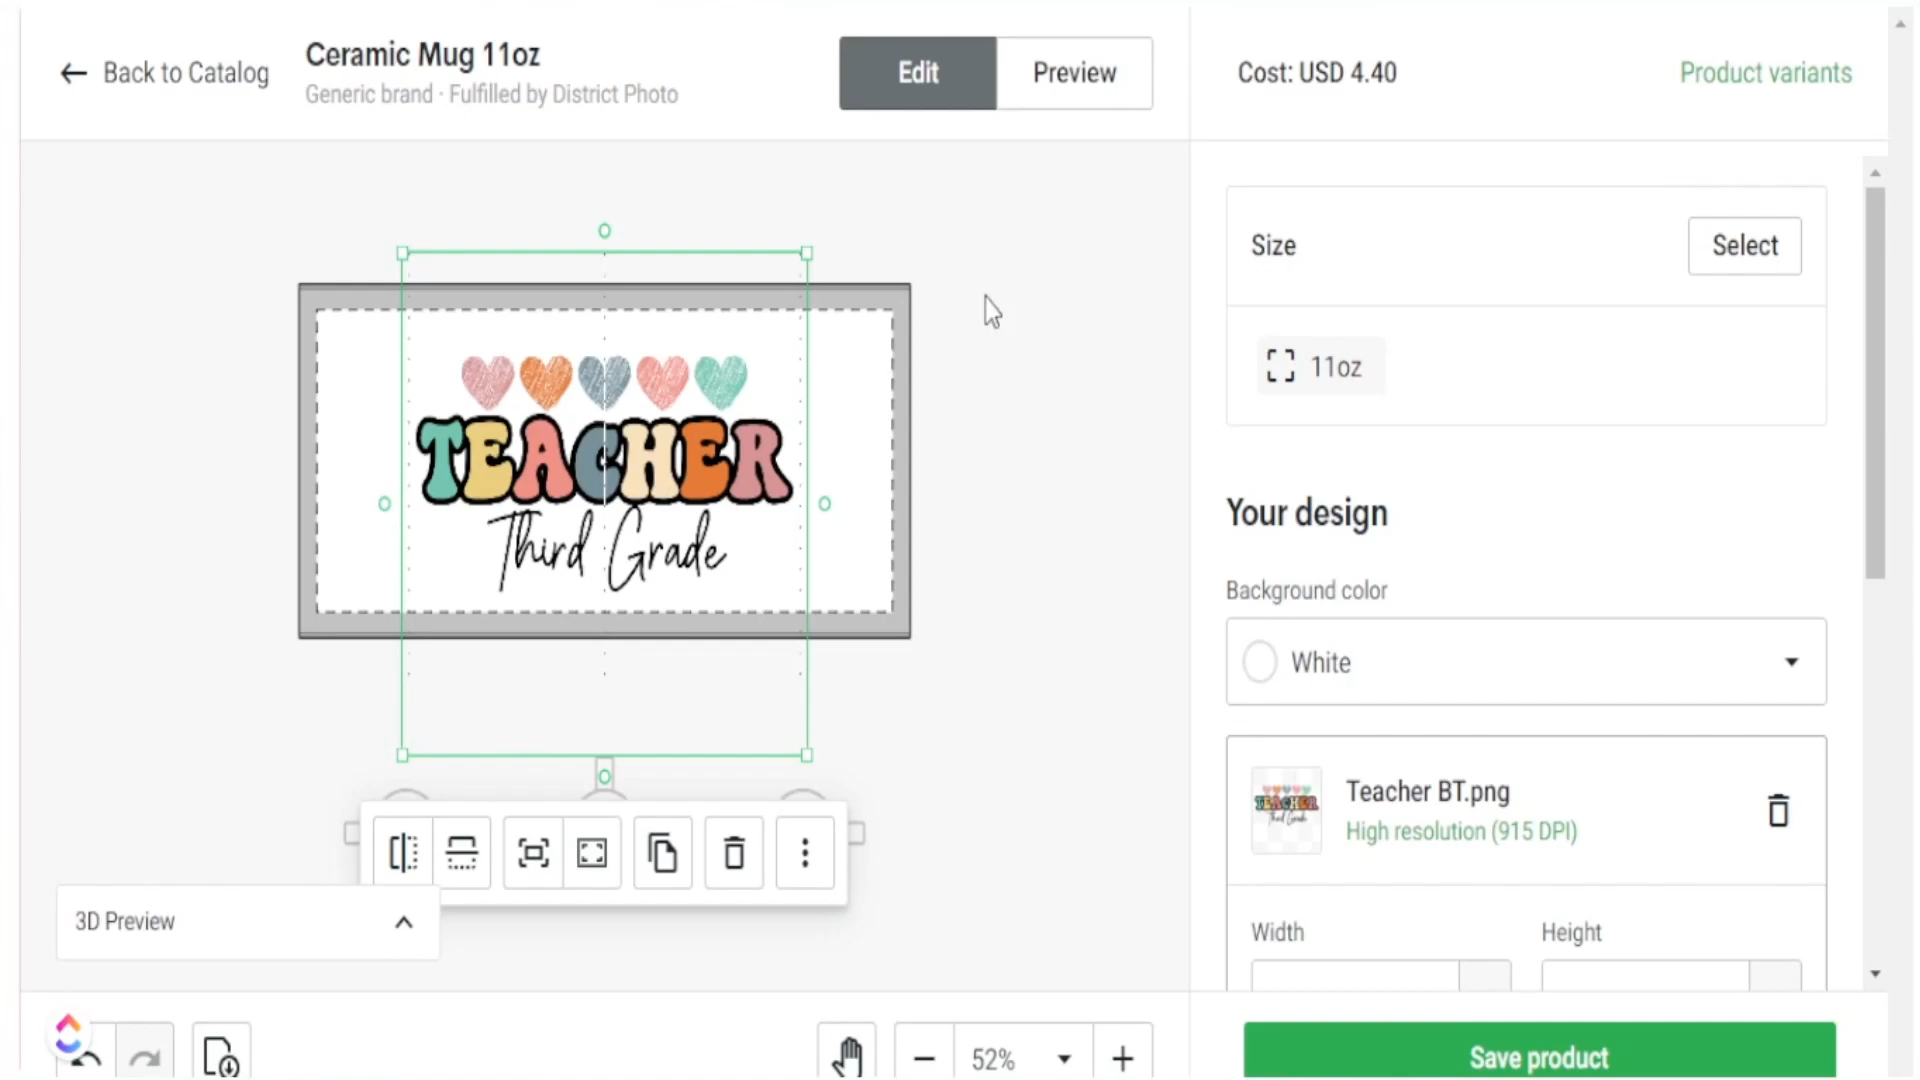 Back to Catalog
Ceramic Mug 11oz
Generic brand · Fulfilled by District Photo
Edit
Preview
Cost: USD 4.40
Product variants
Size
Select
11oz
TEACHER
Third Grade
Your design
Background color
White
Teacher BT.png
High resolution (915 DPI)
Width
Height
3D Preview
52%
Save product